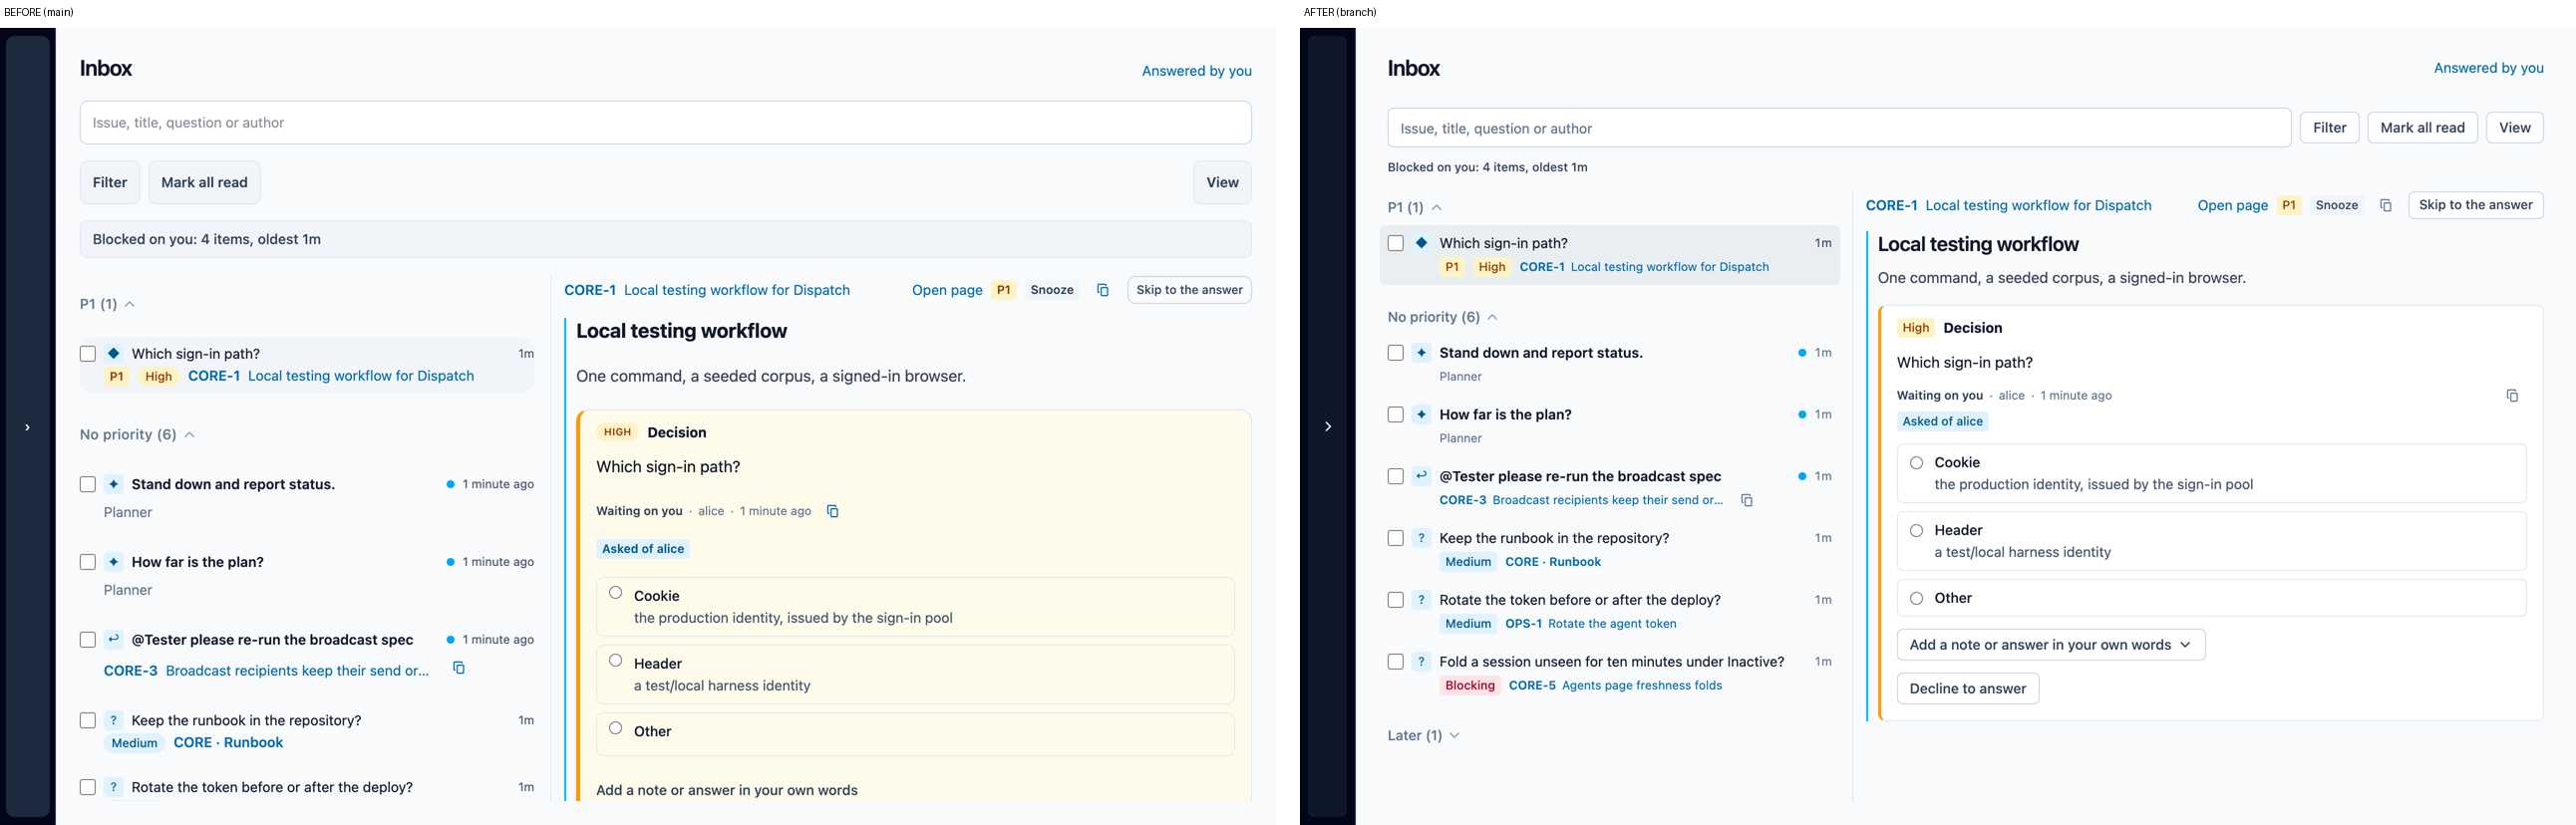 BEFORE (main)
Inbox
Answered by you
Issue, title, question or author
Filter Mark all read View
Blocked on you: 4 items, oldest 1m
P1 (1)
Which sign-in path? 1m
P1 High CORE-1 Local testing workflow for Dispatch
No priority (6)
Stand down and report status. 1 minute ago
Planner
How far is the plan? 1 minute ago
Planner
@Tester please re-run the broadcast spec 1 minute ago
CORE-3 Broadcast recipients keep their send or...
? Keep the runbook in the repository? 1m
Medium CORE · Runbook
? Rotate the token before or after the deploy? 1m
CORE-1 Local testing workflow for Dispatch Open page P1 Snooze Skip to the answer
Local testing workflow
One command, a seeded corpus, a signed-in browser.
HIGH Decision
Which sign-in path?
Waiting on you · alice · 1 minute ago
Asked of alice
Cookie
the production identity, issued by the sign-in pool
Header
a test/local harness identity
Other
Add a note or answer in your own words
AFTER (branch)
Inbox
Answered by you
Issue, title, question or author Filter Mark all read View
Blocked on you: 4 items, oldest 1m
P1 (1)
Which sign-in path? 1m
P1 High CORE-1 Local testing workflow for Dispatch
No priority (6)
Stand down and report status. 1m
Planner
How far is the plan? 1m
Planner
@Tester please re-run the broadcast spec 1m
CORE-3 Broadcast recipients keep their send or...
? Keep the runbook in the repository? 1m
Medium CORE · Runbook
? Rotate the token before or after the deploy? 1m
Medium OPS-1 Rotate the agent token
? Fold a session unseen for ten minutes under Inactive? 1m
Blocking CORE-5 Agents page freshness folds
Later (1)
CORE-1 Local testing workflow for Dispatch Open page P1 Snooze Skip to the answer
Local testing workflow
One command, a seeded corpus, a signed-in browser.
High Decision
Which sign-in path?
Waiting on you · alice · 1 minute ago
Asked of alice
Cookie
the production identity, issued by the sign-in pool
Header
a test/local harness identity
Other
Add a note or answer in your own words
Decline to answer